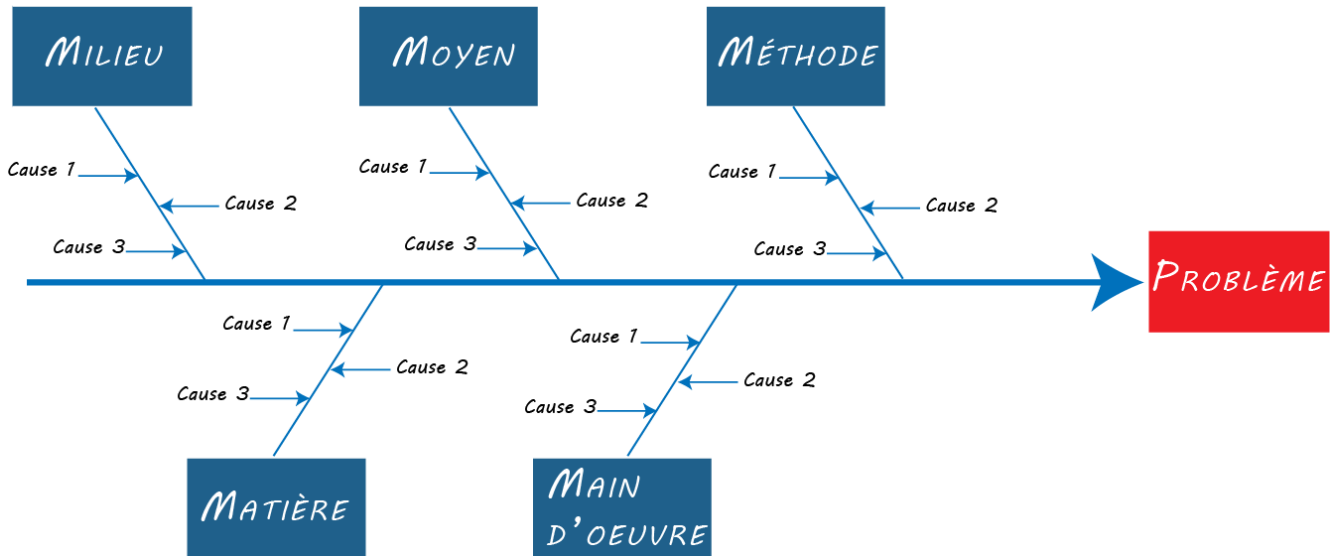 MILIEU
MOYEN
MÉTHODE
Cause 1
Cause 2
Cause 3
Cause 1
Cause 2
Cause 3
Cause 1
Cause 2
Cause 3
PROBLÈME
Cause 1
Cause 2
Cause 3
Cause 1
Cause 2
Cause 3
MATIÈRE
MAIN
D'OEUVRE